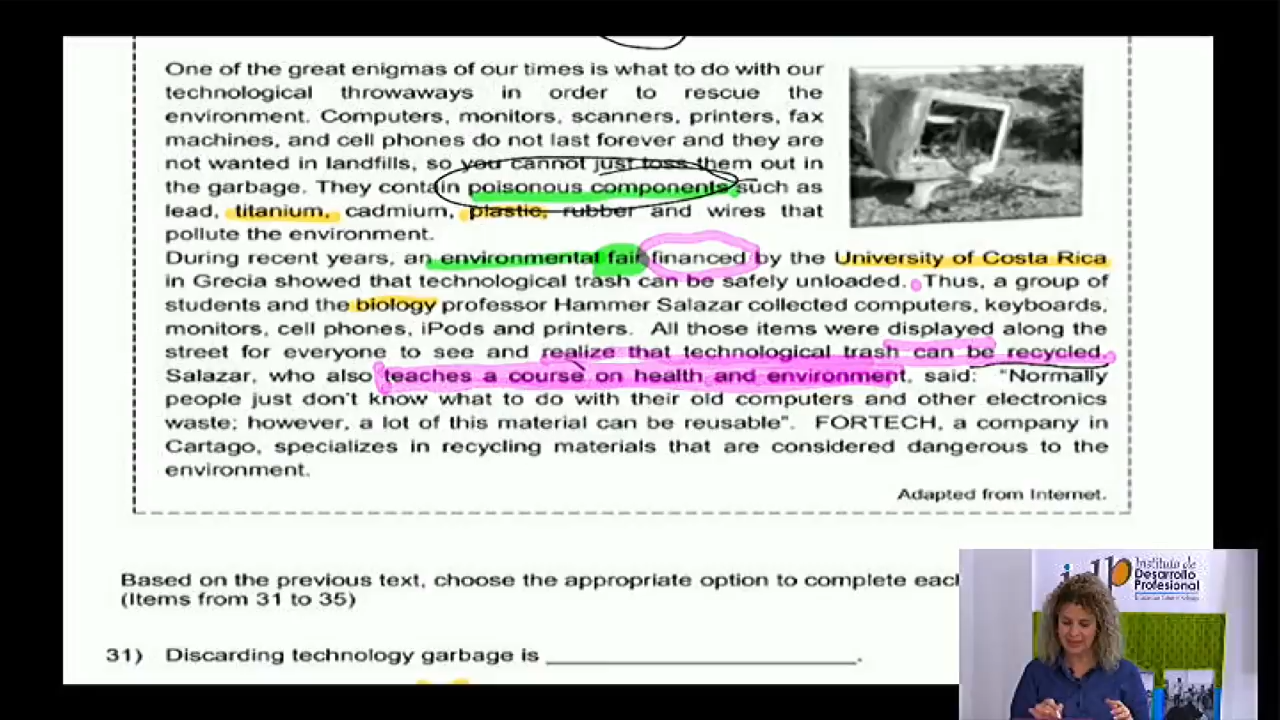 One of the great enigmas of our times is what to do with our
technological throwaways in order to rescue the
environment. Computers, monitors, scanners, printers, fax
machines, and cell phones do not last forever and they are
not wanted in landfills, so you cannot just toss them out in
the garbage. They contain poisonous components such as
lead, titanium, cadmium, plastic, rubber and wires that
pollute the environment.
During recent years, an environmental fair financed by the University of Costa Rica
in Grecia showed that technological trash can be safely unloaded. Thus, a group of
students and the biology professor Hammer Salazar collected computers, keyboards,
monitors, cell phones, iPods and printers. All those items were displayed along the
street for everyone to see and realize that technological trash can be recycled.
Salazar, who also teaches a course on health and environment, said: "Normally
people just don't know what to do with their old computers and other electronics
waste; however, a lot of this material can be reusable". FORTECH, a company in
Cartago, specializes in recycling materials that are considered dangerous to the
environment.
Adapted from Internet.
Based on the previous text, choose the appropriate option to complete each
(Items from 31 to 35)
31) Discarding technology garbage is ____________________.
Instituto de
Desarrollo
Profesional